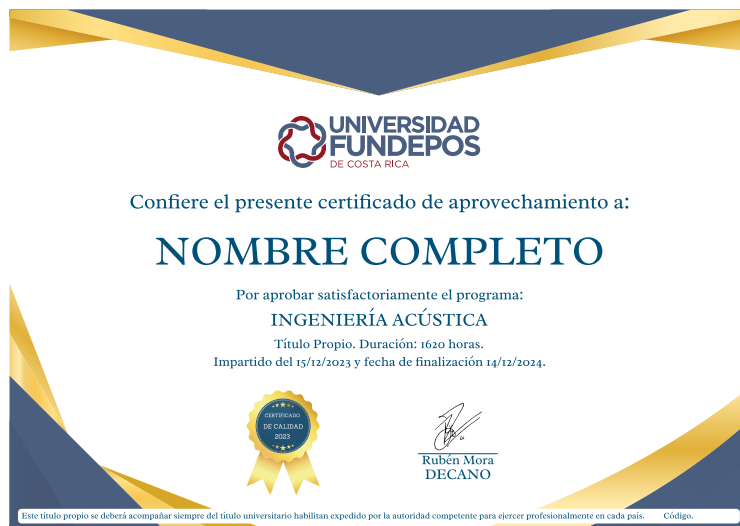 UNIVERSIDAD
FUNDEPOS
DE COSTA RICA
Confiere el presente certificado de aprovechamiento a:
NOMBRE COMPLETO
Por aprobar satisfactoriamente el programa:
INGENIERÍA ACÚSTICA
Título Propio. Duración: 1620 horas.
Impartido del 15/12/2023 y fecha de finalización 14/12/2024.
CERTIFICADO
DE CALIDAD
2023
Rubén Mora
DECANO
Este título propio se deberá acompañar siempre del título universitario habilitan expedido por la autoridad competente para ejercer profesionalmente en cada país. Código.